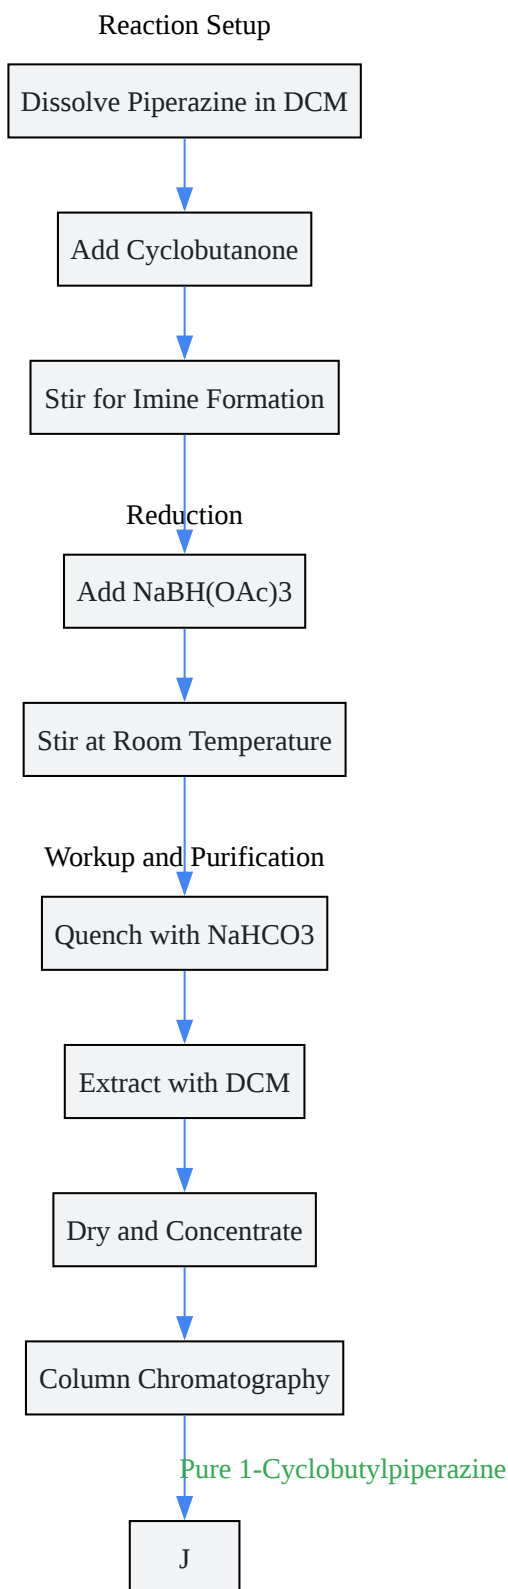 Reaction Setup
Dissolve Piperazine in DCM
Add Cyclobutanone
Stir for Imine Formation
Reduction
Add NaBH(OAc)3
Stir at Room Temperature
Workup and Purification
Quench with NaHCO3
Extract with DCM
Dry and Concentrate
Column Chromatography
Pure 1-Cyclobutylpiperazine
J